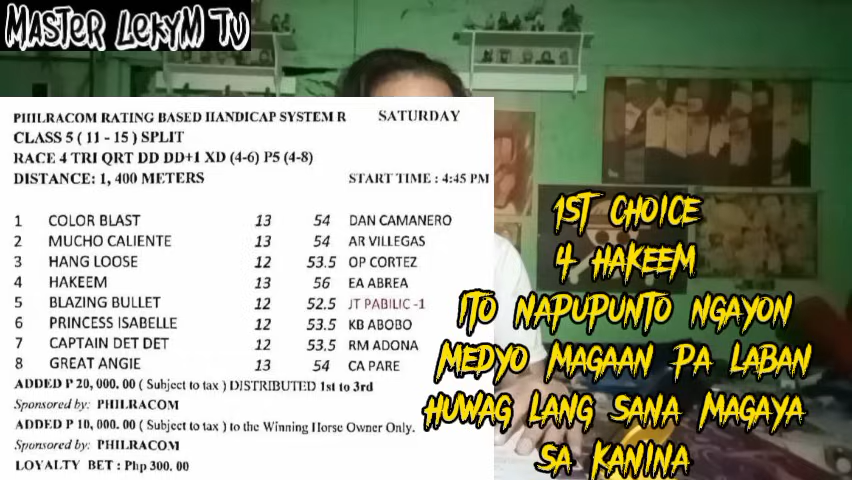 MASTER LEKYM TV
PHILRACOM RATING BASED HANDICAP SYSTEM R SATURDAY
CLASS 5 ( 11 - 15 ) SPLIT
RACE 4 TRI QRT DD DD+1 XD (4-6) P5 (4-8)
DISTANCE: 1, 400 METERS START TIME : 4:45 PM
1 COLOR BLAST 13 54 DAN CAMANERO
2 MUCHO CALIENTE 13 54 AR VILLEGAS
3 HANG LOOSE 12 53.5 OP CORTEZ
4 HAKEEM 13 56 EA ABREA
5 BLAZING BULLET 12 52.5 JT PABILIC -1
6 PRINCESS ISABELLE 12 53.5 KB ABOBO
7 CAPTAIN DET DET 12 53.5 RM ADONA
8 GREAT ANGIE 13 54 CA PARE
ADDED P 20, 000. 00 ( Subject to tax ) DISTRIBUTED 1st to 3rd
Sponsored by: PHILRACOM
ADDED P 10, 000. 00 ( Subject to tax ) to the Winning Horse Owner Only.
Sponsored by: PHILRACOM
LOYALTY BET : Php 300. 00
1ST CHOICE
4 HAKEEM
ITO NAPUPUNTO NGAYON
MEDYO MAGAAN PA LABAN
HUWAG LANG SANA MAGAYA
SA KANINA